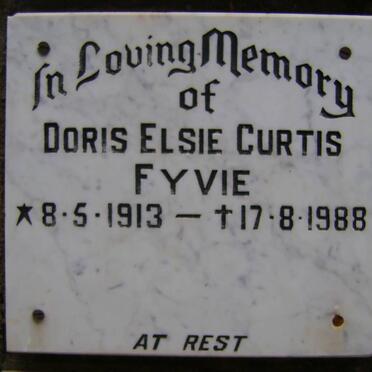 In Loving Memory
of
DORIS ELSIE CURTIS
FYVIE
★ 8·5·1913 — † 17·8·1988
AT REST